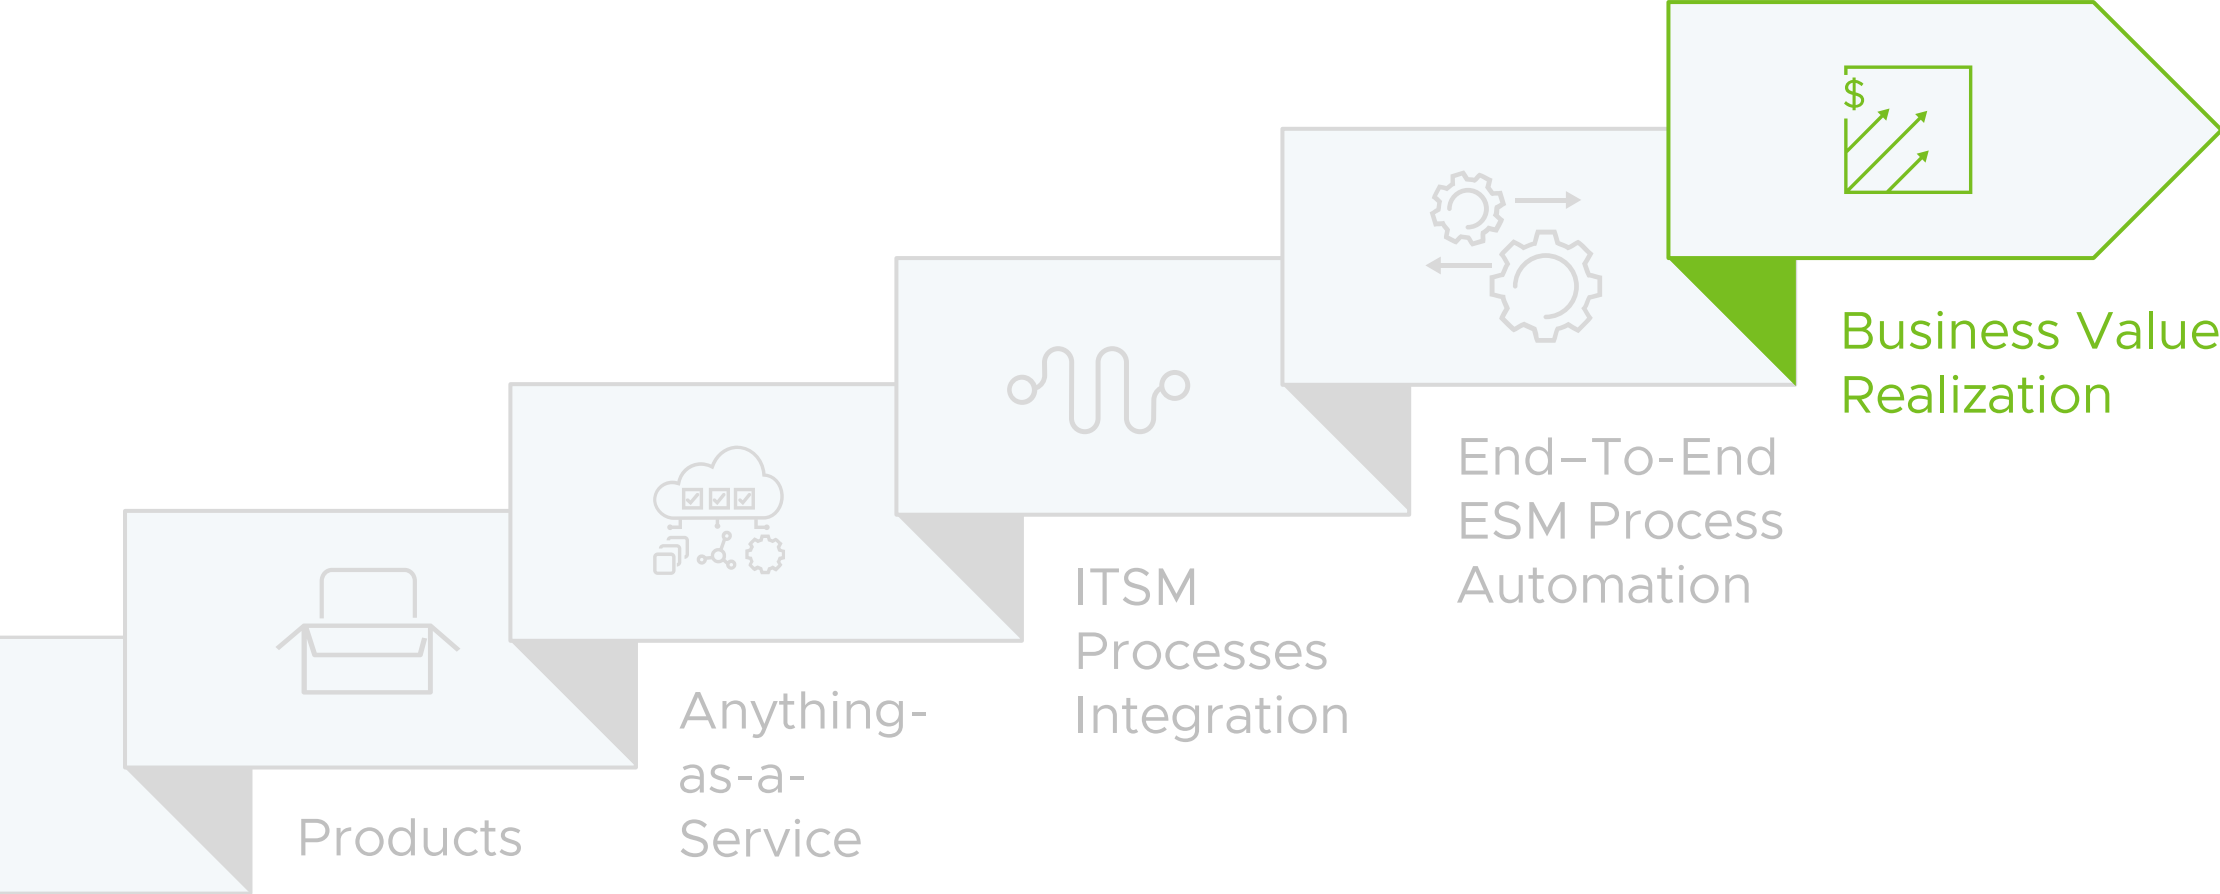 $
Business Value
Realization
End–To-End
ESM Process
Automation
ITSM
Processes
Integration
Anything-
as-a-
Service
Products